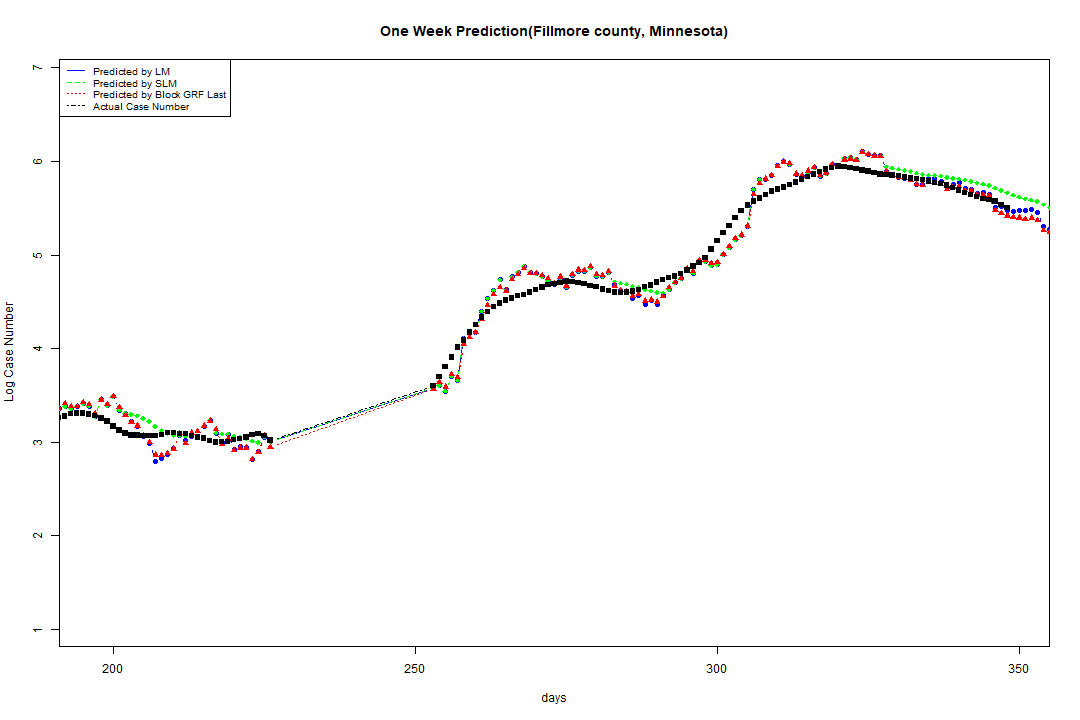 One Week Prediction(Fillmore county, Minnesota)
Predicted by LM
Predicted by SLM
Predicted by Block GRF Last
Actual Case Number
7
6
5
4
3
2
1
Log Case Number
200 250 300 350
days